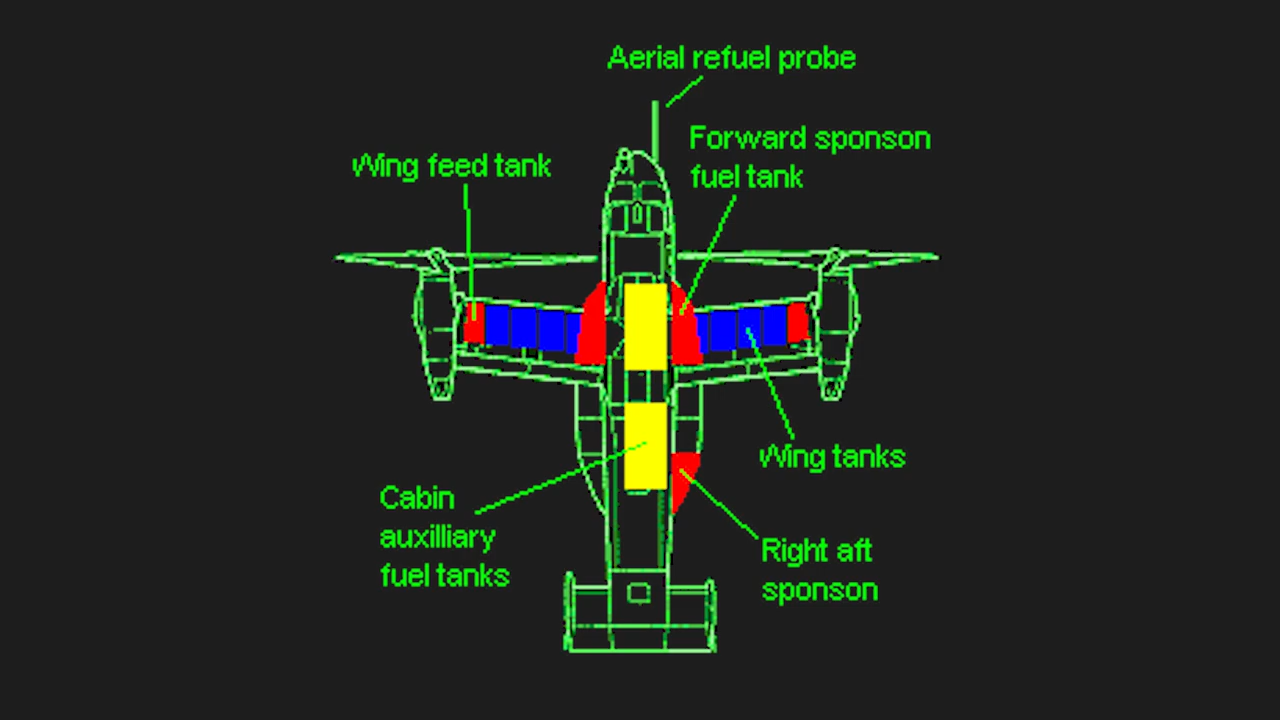 Aerial refuel probe
Forward sponson
fuel tank
Wing feed tank
Wing tanks
Cabin
auxilliary
fuel tanks
Right aft
sponson